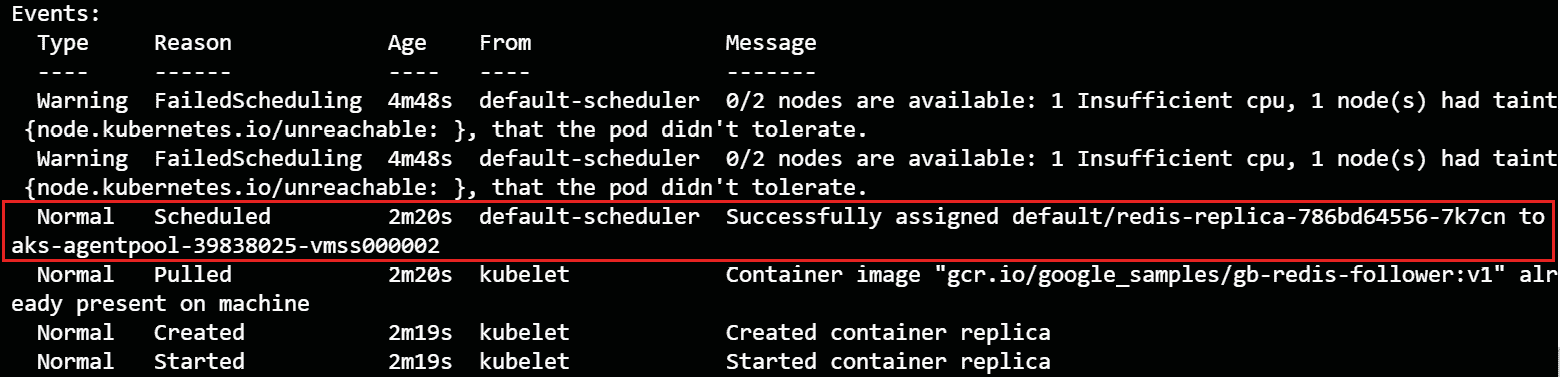 Events:
  Type     Reason            Age    From               Message
  ----     ------            ----   ----               -------
  Warning  FailedScheduling  4m48s  default-scheduler  0/2 nodes are available: 1 Insufficient cpu, 1 node(s) had taint
 {node.kubernetes.io/unreachable: }, that the pod didn't tolerate.
  Warning  FailedScheduling  4m48s  default-scheduler  0/2 nodes are available: 1 Insufficient cpu, 1 node(s) had taint
 {node.kubernetes.io/unreachable: }, that the pod didn't tolerate.
  Normal   Scheduled         2m20s  default-scheduler  Successfully assigned default/redis-replica-786bd64556-7k7cn to
aks-agentpool-39838025-vmss000002
  Normal   Pulled            2m20s  kubelet            Container image "gcr.io/google_samples/gb-redis-follower:v1" alr
eady present on machine
  Normal   Created           2m19s  kubelet            Created container replica
  Normal   Started           2m19s  kubelet            Started container replica